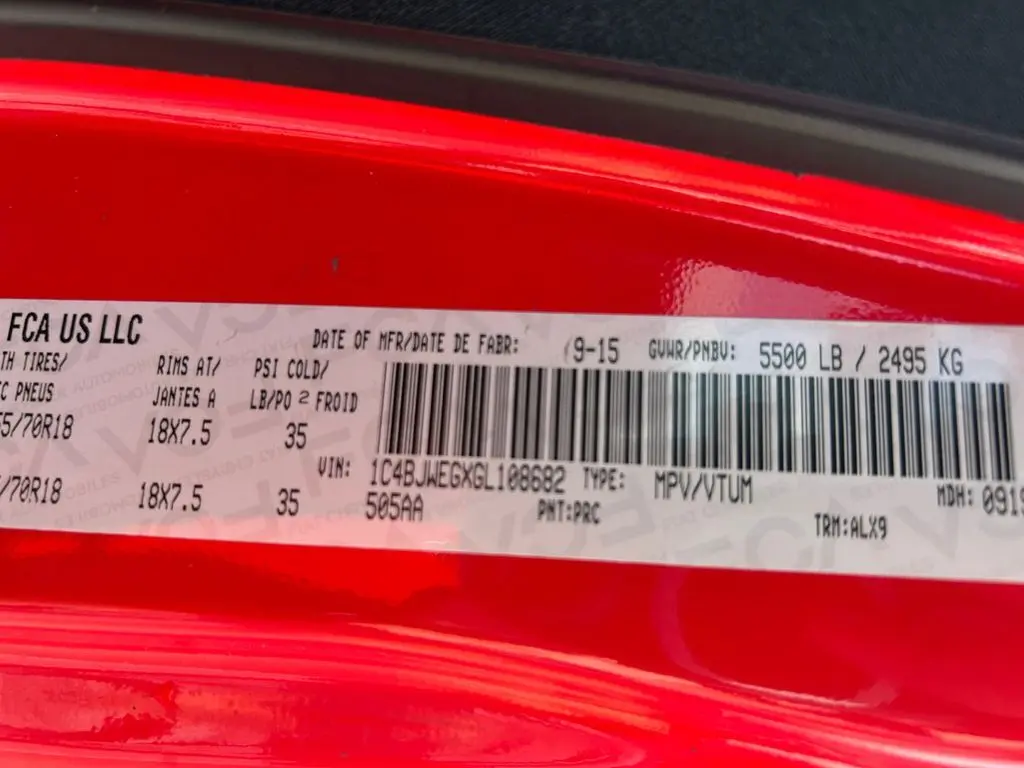 FCA US LLC
DATE OF MFR/DATE DE FABR: 9-15 GVWR/PNBV: 5500 LB / 2495 KG
TH TIRES/ RIMS AT/ PSI COLD/
C PNEUS JANTES A LB/PO 2 FROID
55/70R18 18X7.5 35
VIN: 1C4BJWEGXGL108682 TYPE: MPV/VTUM MDH: 0919
/70R18 18X7.5 35
505AA PNT:PRC TRM:ALX9